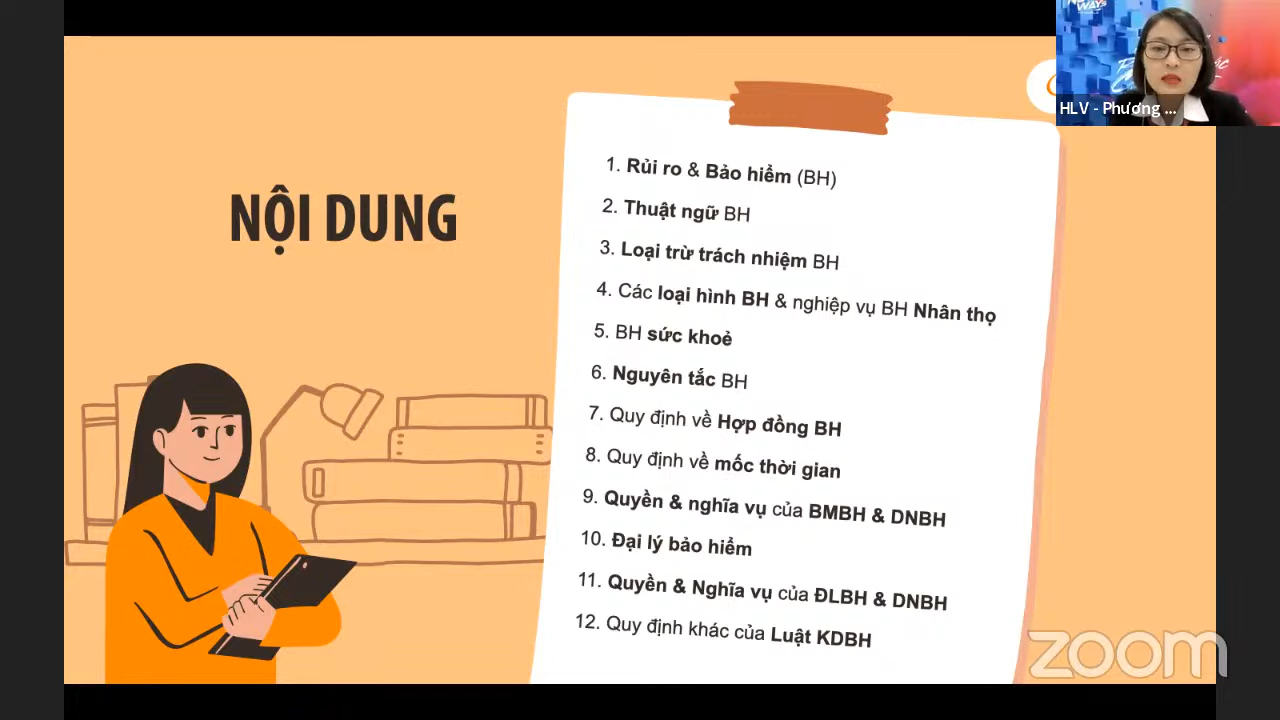 NỘI DUNG
1. Rủi ro & Bảo hiểm (BH)
2. Thuật ngữ BH
3. Loại trừ trách nhiệm BH
4. Các loại hình BH & nghiệp vụ BH Nhân thọ
5. BH sức khoẻ
6. Nguyên tắc BH
7. Quy định về Hợp đồng BH
8. Quy định về mốc thời gian
9. Quyền & nghĩa vụ của BMBH & DNBH
10. Đại lý bảo hiểm
11. Quyền & Nghĩa vụ của ĐLBH & DNBH
12. Quy định khác của Luật KDBH
HLV - Phương ...
zoom